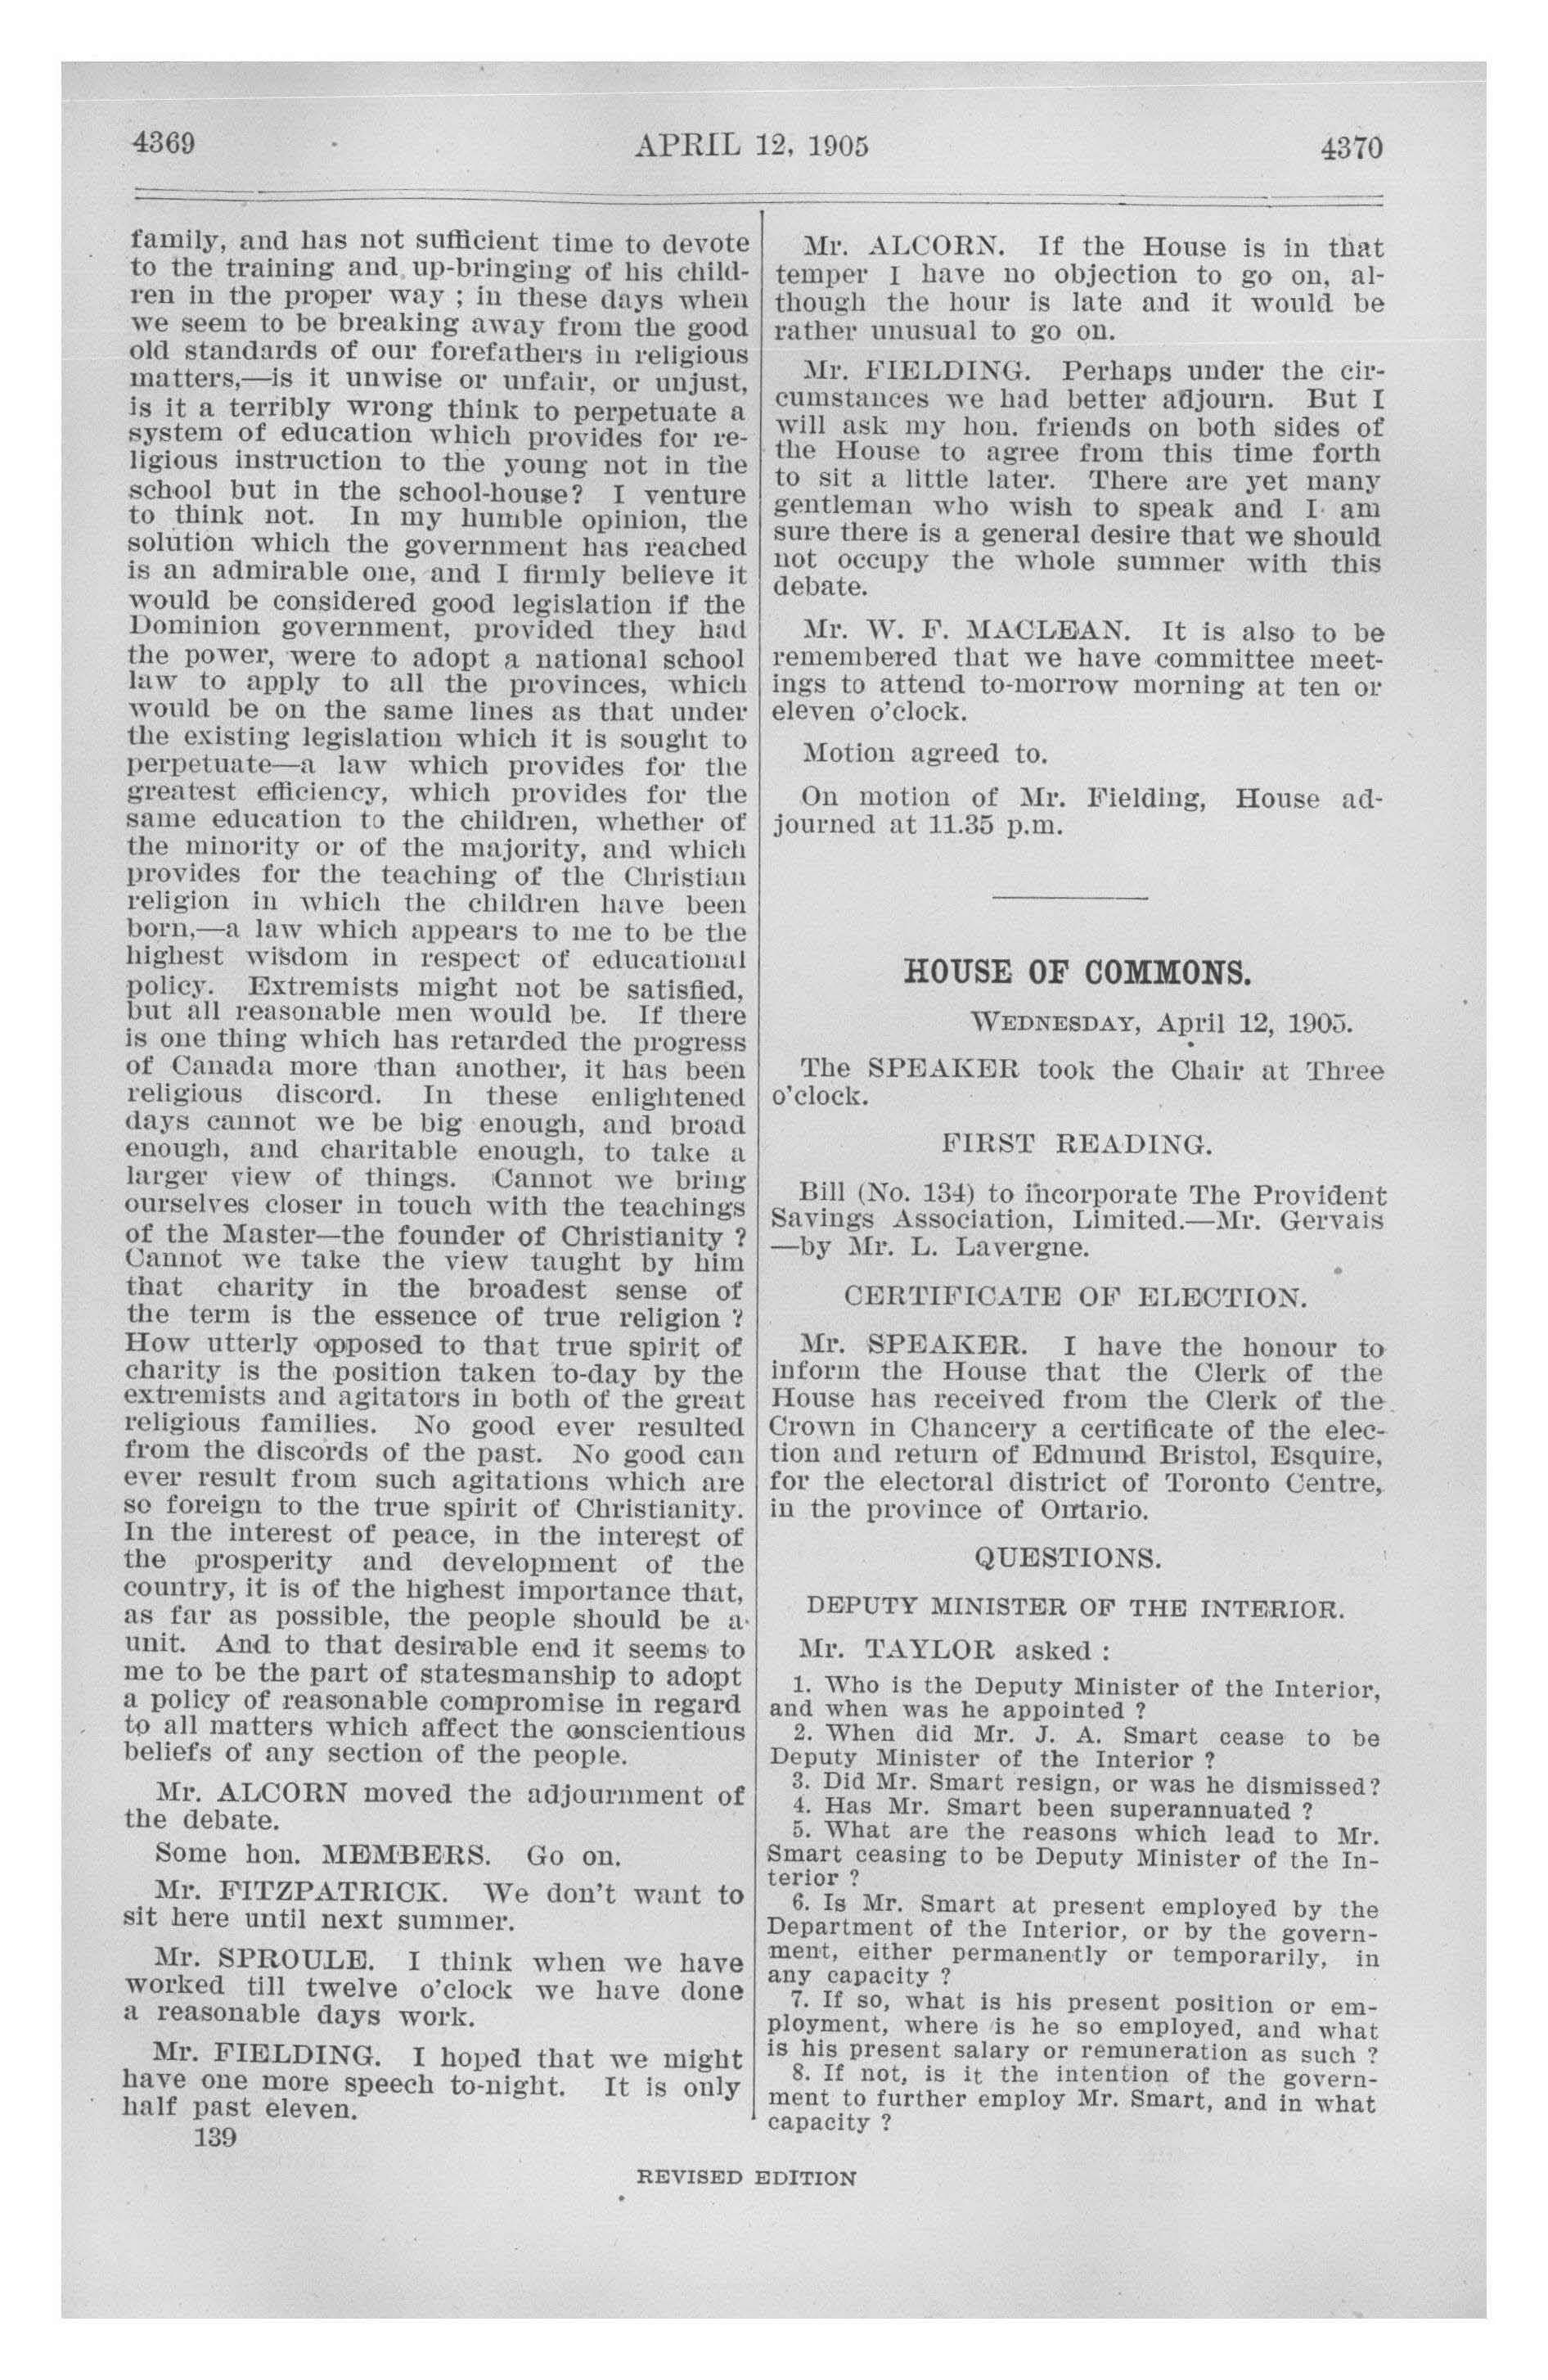 4369
APRIL 12, 1905
4370
family, and has not sufficient time to devote
to the training and up-bringing of his child-
ren in the proper way ; in these days when
we seem to be breaking away from the good
old standards of our forefathers in religious
matters,—is it unwise or unfair, or unjust,
is it a terribly wrong think to perpetuate a
system of education which provides for re-
ligious instruction to the young not in the
school but in the school-house? I venture
to think not. In my humble opinion, the
solution which the government has reached
is an admirable one, and I firmly believe it
would be considered good legislation if the
Dominion government, provided they had
the power, were to adopt a national school
law to apply to all the provinces, which
would be on the same lines as that under
the existing legislation which it is sought to
perpetuate—a law which provides for the
greatest efficiency, which provides for the
same education to the children, whether of
the minority or of the majority, and which
provides for the teaching of the Christian
religion in which the children have been
born,—a law which appears to me to be the
highest wisdom in respect of educational
policy. Extremists might not be satisfied,
but all reasonable men would be. If there
is one thing which has retarded the progress
of Canada more than another, it has been
religious discord. In these enlightened
days cannot we be big enough, and broad
enough, and charitable enough, to take a
larger view of things. Cannot we bring
ourselves closer in touch with the teachings
of the Master—the founder of Christianity ?
Cannot we take the view taught by him
that charity in the broadest sense of
the term is the essence of true religion ?
How utterly opposed to that true spirit of
charity is the position taken to-day by the
extremists and agitators in both of the great
religious families. No good ever resulted
from the discords of the past. No good can
ever result from such agitations which are
so foreign to the true spirit of Christianity.
In the interest of peace, in the interest of
the prosperity and development of the
country, it is of the highest importance that,
as far as possible, the people should be a
unit. And to that desirable end it seems to
me to be the part of statesmanship to adopt
a policy of reasonable compromise in regard
to all matters which affect the conscientious
beliefs of any section of the people.
Mr. ALCORN moved the adjournment of
the debate.
Some hon. MEMBERS. Go on.
Mr. FITZPATRICK. We don't want to
sit here until next summer.
Mr. SPROULE. I think when we have
worked till twelve o'clock we have done
a reasonable days work.
Mr. FIELDING. I hoped that we might
have one more speech to-night. It is only
half past eleven.
139
Mr. ALCORN. If the House is in that
temper I have no objection to go on, al-
though the hour is late and it would be
rather unusual to go on.
Mr. FIELDING. Perhaps under the cir-
cumstances we had better adjourn. But I
will ask my hon. friends on both sides of
the House to agree from this time forth
to sit a little later. There are yet many
gentleman who wish to speak and I am
sure there is a general desire that we should
not occupy the whole summer with this
debate.
Mr. W. F. MACLEAN. It is also to be
remembered that we have committee meet-
ings to attend to-morrow morning at ten or
eleven o'clock.
Motion agreed to.
On motion of Mr. Fielding, House ad-
journed at 11.35 p.m.
HOUSE OF COMMONS.
WEDNESDAY, April 12, 1905.
The SPEAKER took the Chair at Three
o'clock.
FIRST READING.
Bill (No. 134) to incorporate The Provident
Savings Association, Limited.—Mr. Gervais
—by Mr. L. Lavergne.
CERTIFICATE OF ELECTION.
Mr. SPEAKER. I have the honour to
inform the House that the Clerk of the
House has received from the Clerk of the
Crown in Chancery a certificate of the elec-
tion and return of Edmund Bristol, Esquire,
for the electoral district of Toronto Centre,
in the province of Ontario.
QUESTIONS.
DEPUTY MINISTER OF THE INTERIOR.
Mr. TAYLOR asked :
1. Who is the Deputy Minister of the Interior,
and when was he appointed ?
2. When did Mr. J. A. Smart cease to be
Deputy Minister of the Interior ?
3. Did Mr. Smart resign, or was he dismissed?
4. Has Mr. Smart been superannuated ?
5. What are the reasons which lead to Mr.
Smart ceasing to be Deputy Minister of the In-
terior ?
6. Is Mr. Smart at present employed by the
Department of the Interior, or by the govern-
ment, either permanently or temporarily, in
any capacity ?
7. If so, what is his present position or em-
ployment, where is he so employed, and what
is his present salary or remuneration as such ?
8. If not, is it the intention of the govern-
ment to further employ Mr. Smart, and in what
capacity ?
REVISED EDITION